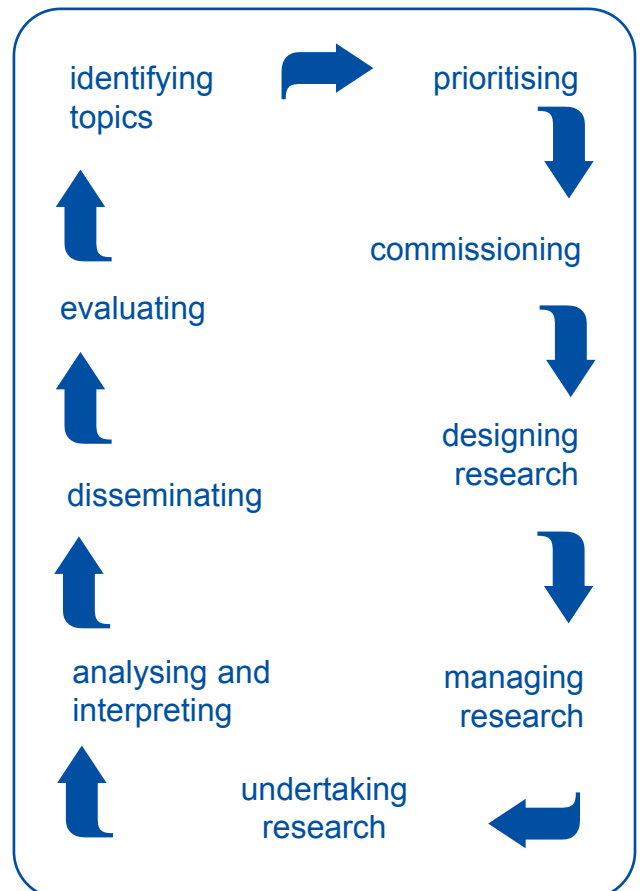 identifying
topics
prioritising
commissioning
designing
research
managing
research
undertaking
research
analysing and
interpreting
disseminating
evaluating